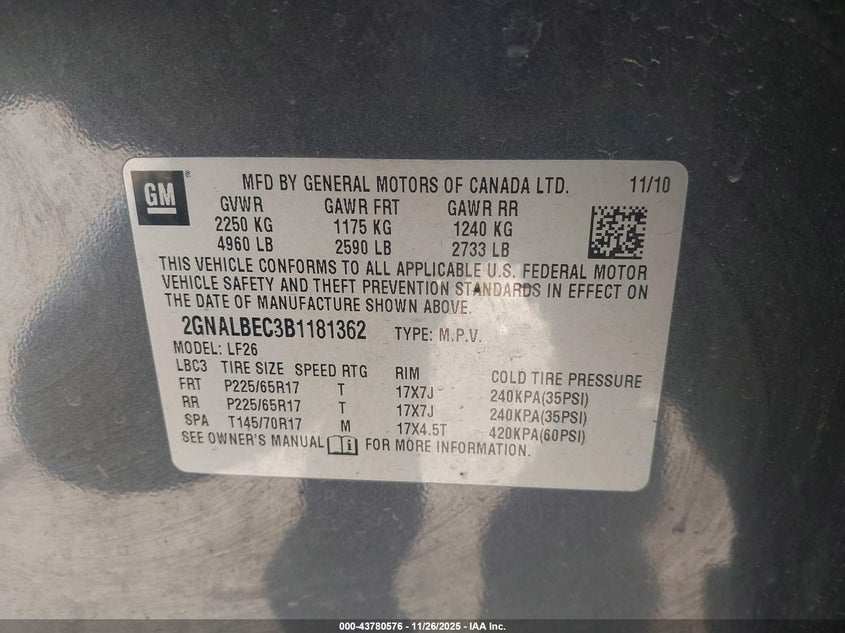 GM ® MFD BY GENERAL MOTORS OF CANADA LTD. 11/10
GVWR GAWR FRT GAWR RR
2250 KG 1175 KG 1240 KG
4960 LB 2590 LB 2733 LB
THIS VEHICLE CONFORMS TO ALL APPLICABLE U.S. FEDERAL MOTOR
VEHICLE SAFETY AND THEFT PREVENTION STANDARDS IN EFFECT ON
THE DATE OF MANUFACTURE SHOWN ABOVE.
2GNALBEC3B1181362 TYPE: M.P.V.
MODEL: LF26
LBC3 TIRE SIZE SPEED RTG RIM COLD TIRE PRESSURE
FRT P225/65R17 T 17X7J 240KPA(35PSI)
RR P225/65R17 T 17X7J 240KPA(35PSI)
SPA T145/70R17 M 17X4.5T 420KPA(60PSI)
SEE OWNER'S MANUAL FOR MORE INFORMATION.
000-43780576 - 11/26/2025 - IAA Inc.